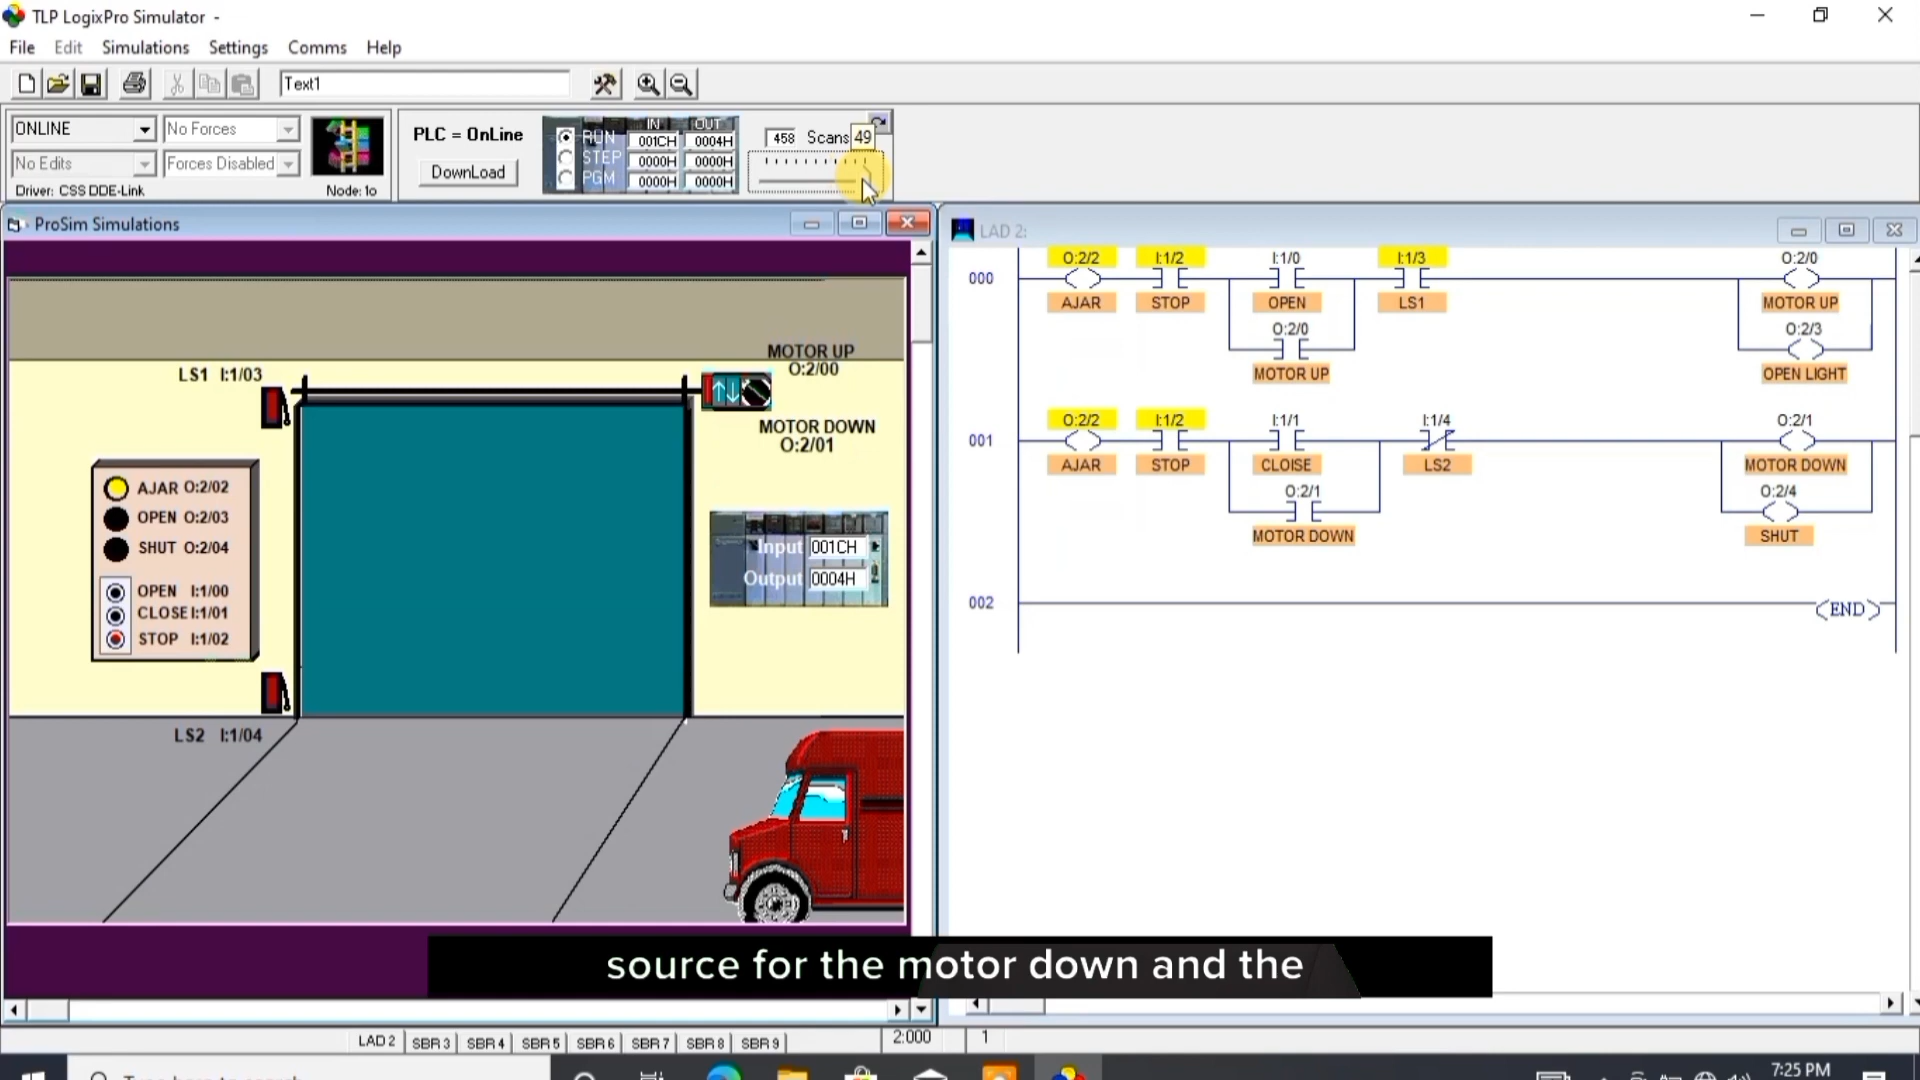 TLP LogixPro Simulator -
File Edit Simulations Settings Comms Help
Text1
ONLINE No Forces
No Edits Forces Disabled
Driver: CSS DDE-Link Node: 1o
PLC = OnLine
DownLoad
IN OUT
RUN 001CH 0004H
STEP 0000H 0000H
PGM 0000H 0000H
458 Scans 49
ProSim Simulations
LS1 I:1/03
MOTOR UP
O:2/00
MOTOR DOWN
O:2/01
AJAR O:2/02
OPEN O:2/03
SHUT O:2/04
OPEN I:1/00
CLOSE I:1/01
STOP I:1/02
Input 001CH
Output 0004H
LS2 I:1/04
LAD 2:
O:2/2 I:1/2 I:1/0 I:1/3 O:2/0
000
AJAR STOP OPEN LS1 MOTOR UP
O:2/0 O:2/3
MOTOR UP OPEN LIGHT
O:2/2 I:1/2 I:1/1 I:1/4 O:2/1
001
AJAR STOP CLOISE LS2 MOTOR DOWN
O:2/1 O:2/4
MOTOR DOWN SHUT
002 END
source for the motor down and the
LAD 2 SBR 3 SBR 4 SBR 5 SBR 6 SBR 7 SBR 8 SBR 9 2:000 1
7:25 PM